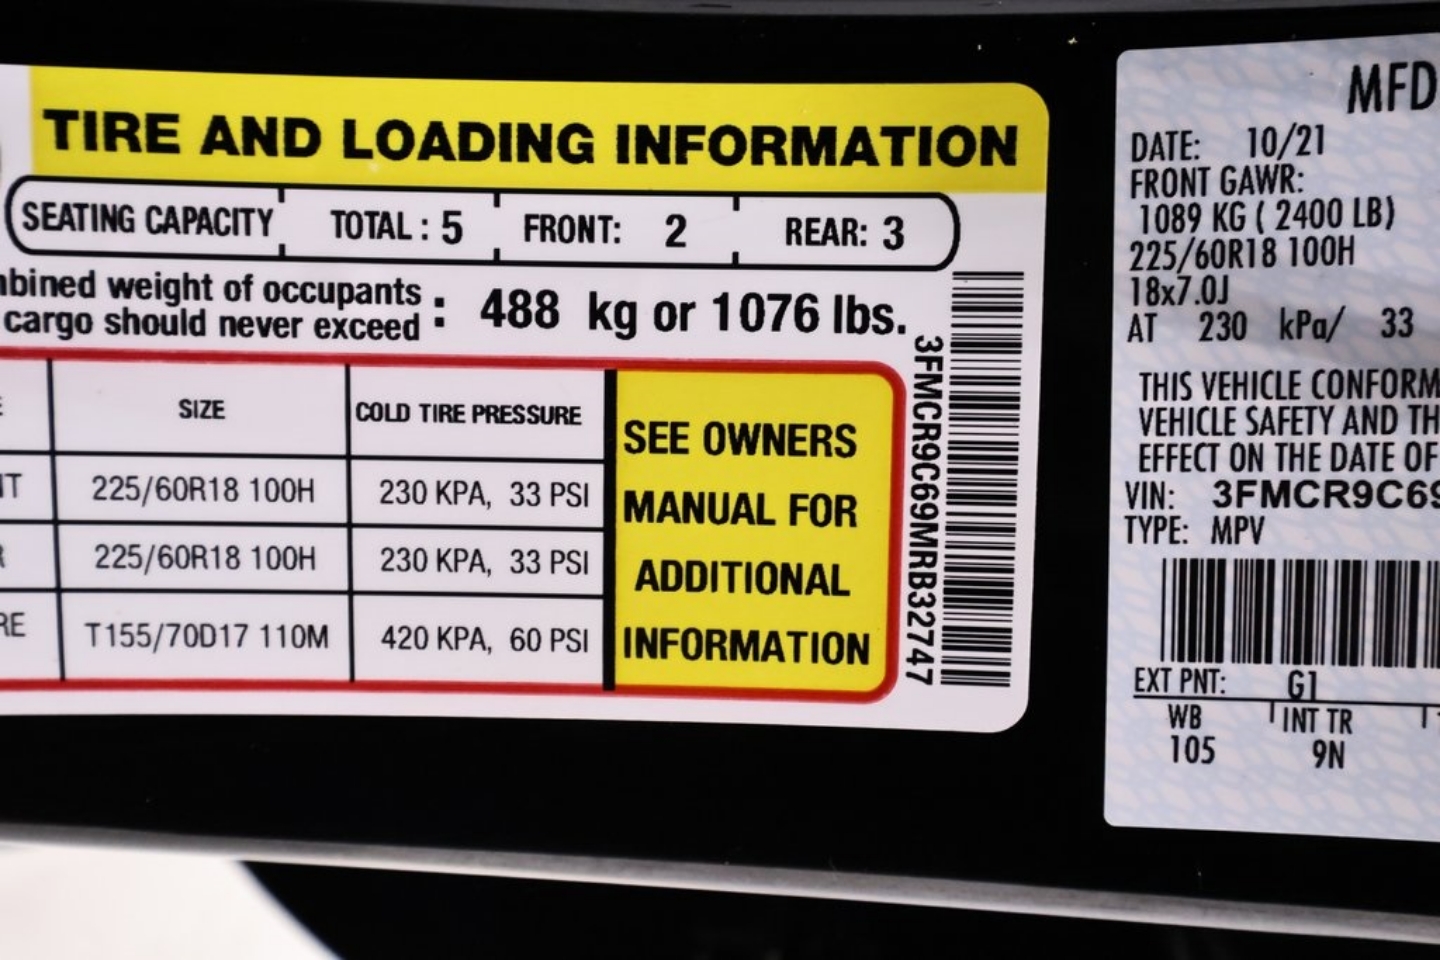 TIRE AND LOADING INFORMATION
SEATING CAPACITY TOTAL : 5 FRONT: 2 REAR: 3
mbined weight of occupants
cargo should never exceed : 488 kg or 1076 lbs.
SIZE COLD TIRE PRESSURE
NT 225/60R18 100H 230 KPA, 33 PSI
R 225/60R18 100H 230 KPA, 33 PSI
RE T155/70D17 110M 420 KPA, 60 PSI
SEE OWNERS
MANUAL FOR
ADDITIONAL
INFORMATION
3FMCR9C69MRB32747
MFD
DATE: 10/21
FRONT GAWR:
1089 KG ( 2400 LB)
225/60R18 100H
18x7.0J
AT 230 kPa/ 33
THIS VEHICLE CONFORM
VEHICLE SAFETY AND TH
EFFECT ON THE DATE OF
VIN: 3FMCR9C69
TYPE: MPV
EXT PNT: G1
WB INT TR
105 9N